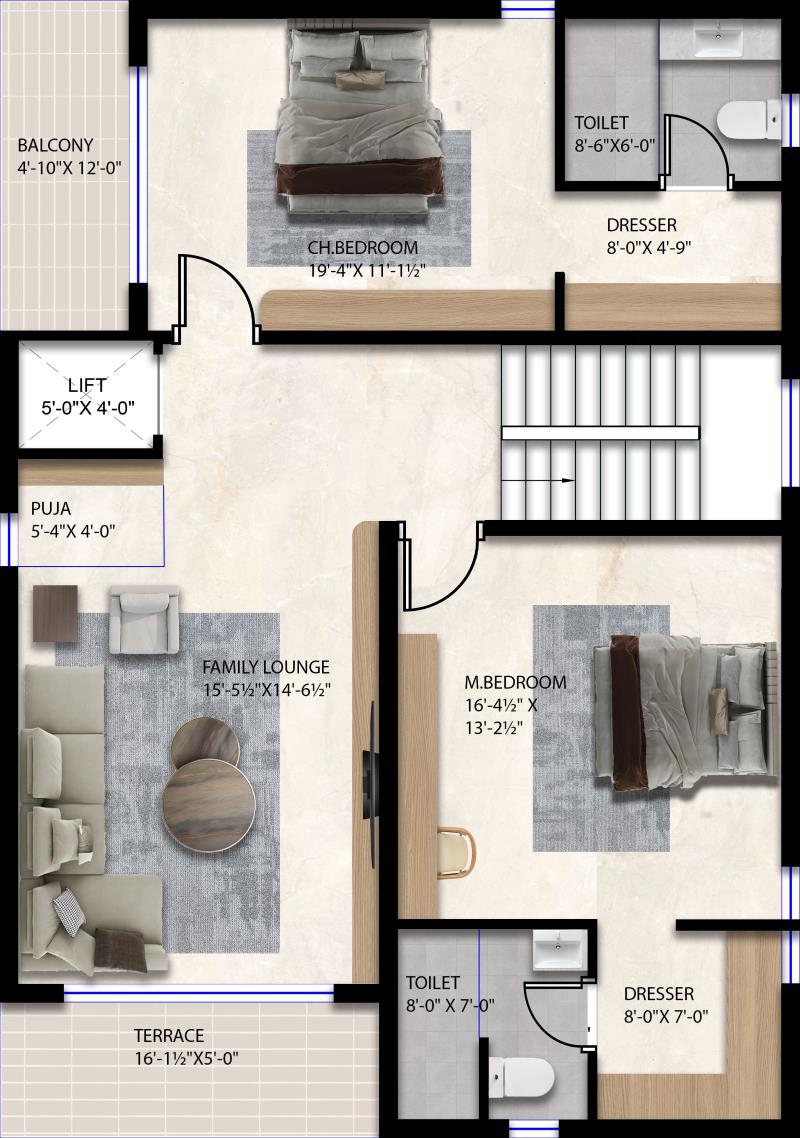 TOILET
8'-6"X6'-0"
BALCONY
4'-10"X 12'-0"
DRESSER
8'-0"X 4'-9"
CH.BEDROOM
19'-4"X 11'-1½"
LIFT
5'-0"X 4'-0"
PUJA
5'-4"X 4'-0"
FAMILY LOUNGE
15'-5½"X14'-6½"
M.BEDROOM
16'-4½" X
13'-2½"
TOILET
8'-0" X 7'-0"
DRESSER
8'-0"X 7'-0"
TERRACE
16'-1½"X5'-0"